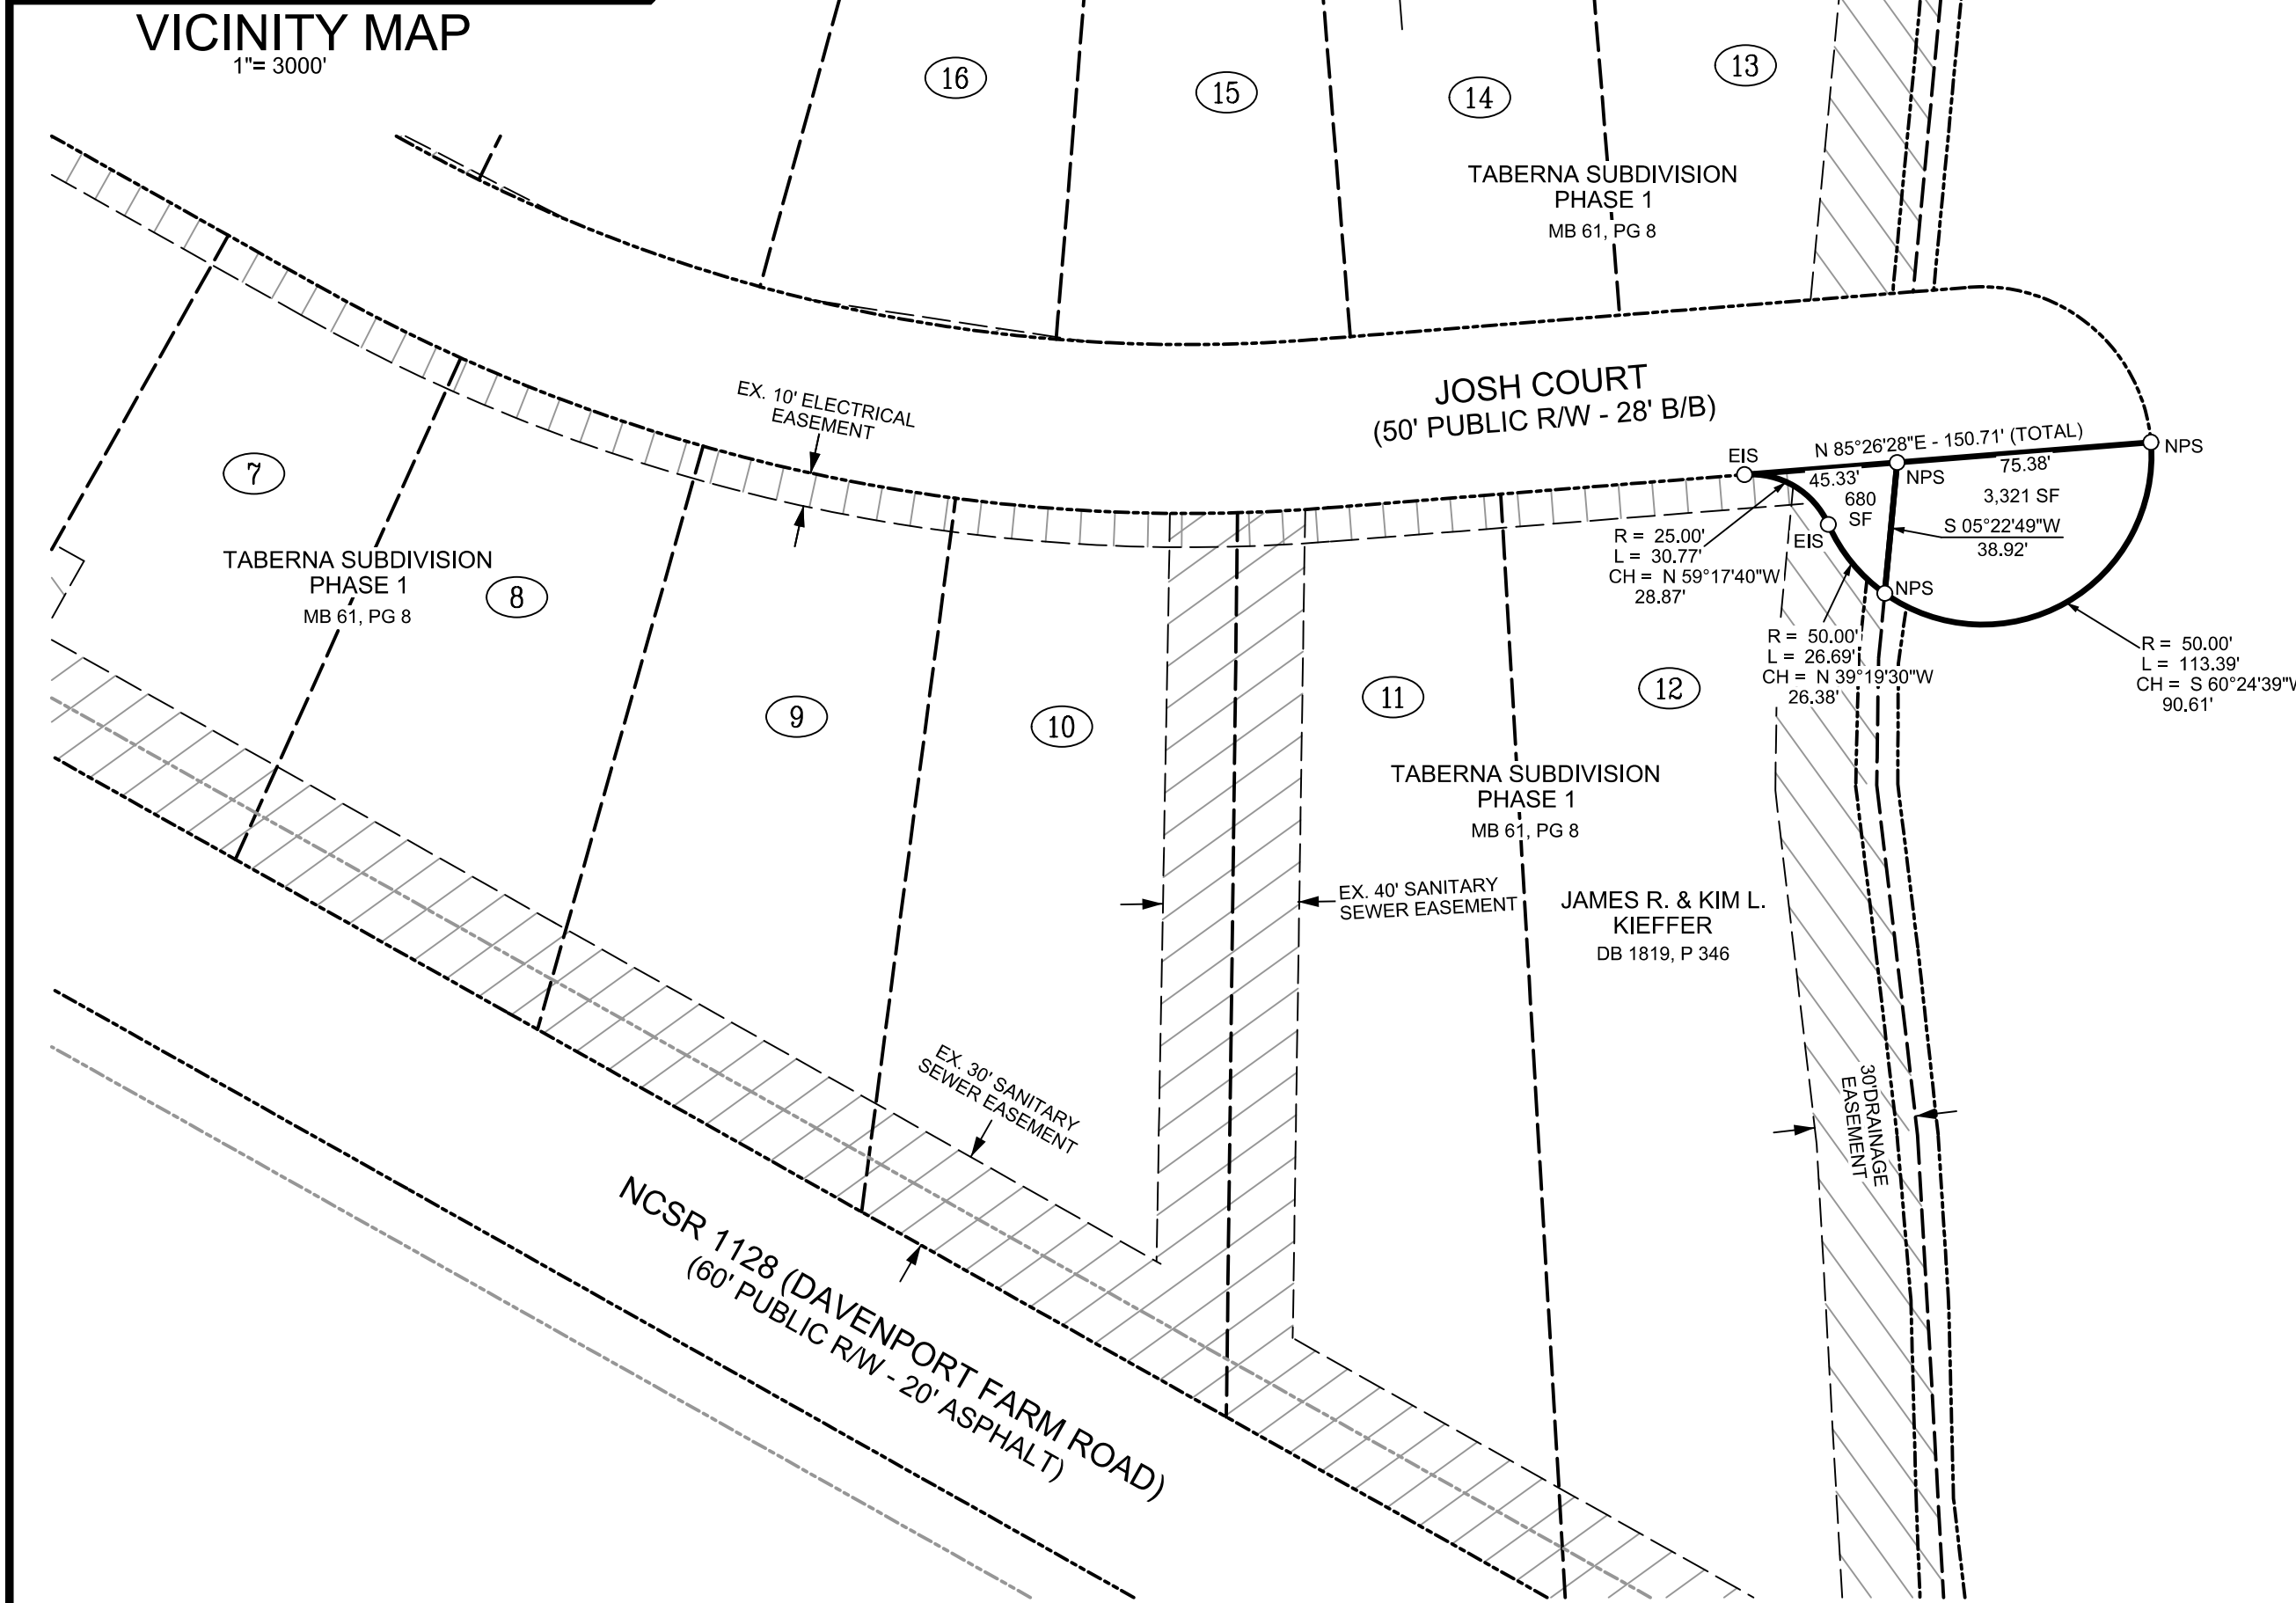 VICINITY MAP
1"= 3000'
16
15
14
13
TABERNA SUBDIVISION
PHASE 1
MB 61, PG 8
JOSH COURT
(50' PUBLIC R/W - 28' B/B)
EX. 10' ELECTRICAL
EASEMENT
EIS
N 85°26'28"E - 150.71' (TOTAL)
NPS
45.33'
NPS
75.38'
680
SF
3,321 SF
S 05°22'49"W
38.92'
EIS
NPS
R = 25.00'
L = 30.77'
CH = N 59°17'40"W
28.87'
R = 50.00'
L = 26.69'
CH = N 39°19'30"W
26.38'
R = 50.00'
L = 113.39'
CH = S 60°24'39"W
90.61'
7
TABERNA SUBDIVISION
PHASE 1
MB 61, PG 8
8
9
10
11
12
TABERNA SUBDIVISION
PHASE 1
MB 61, PG 8
EX. 40' SANITARY
SEWER EASEMENT
JAMES R. & KIM L.
KIEFFER
DB 1819, P 346
30'DRAINAGE
EASEMENT
EX. 30' SANITARY
SEWER EASEMENT
NCSR 1128 (DAVENPORT FARM ROAD)
(60' PUBLIC R/W - 20' ASPHALT)